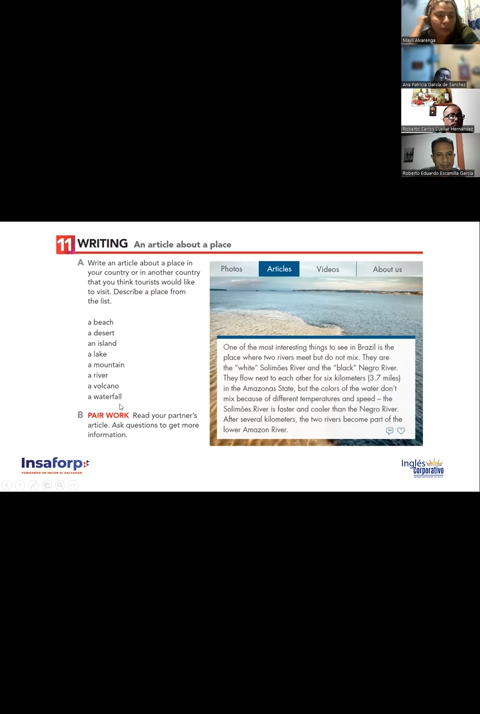 Mayri Alvarenga
Ana Patricia Garcia de Sanchez
Roberto Carlos Cuellar Hernández
Roberto Eduardo Escamilla Garcia
11 WRITING An article about a place
A Write an article about a place in
your country or in another country
that you think tourists would like
to visit. Describe a place from
the list.
a beach
a desert
an island
a lake
a mountain
a river
a volcano
a waterfall
B PAIR WORK Read your partner's
article. Ask questions to get more
information.
Photos Articles Videos About us
One of the most interesting things to see in Brazil is the
place where two rivers meet but do not mix. They are
the "white" Solimões River and the "black" Negro River.
They flow next to each other for six kilometers (3.7 miles)
in the Amazonas State, but the colors of the water don't
mix because of different temperatures and speed – the
Solimões River is faster and cooler than the Negro River.
After several kilometers, the two rivers become part of the
lower Amazon River.
Insaforp
Inglés
Corporativo